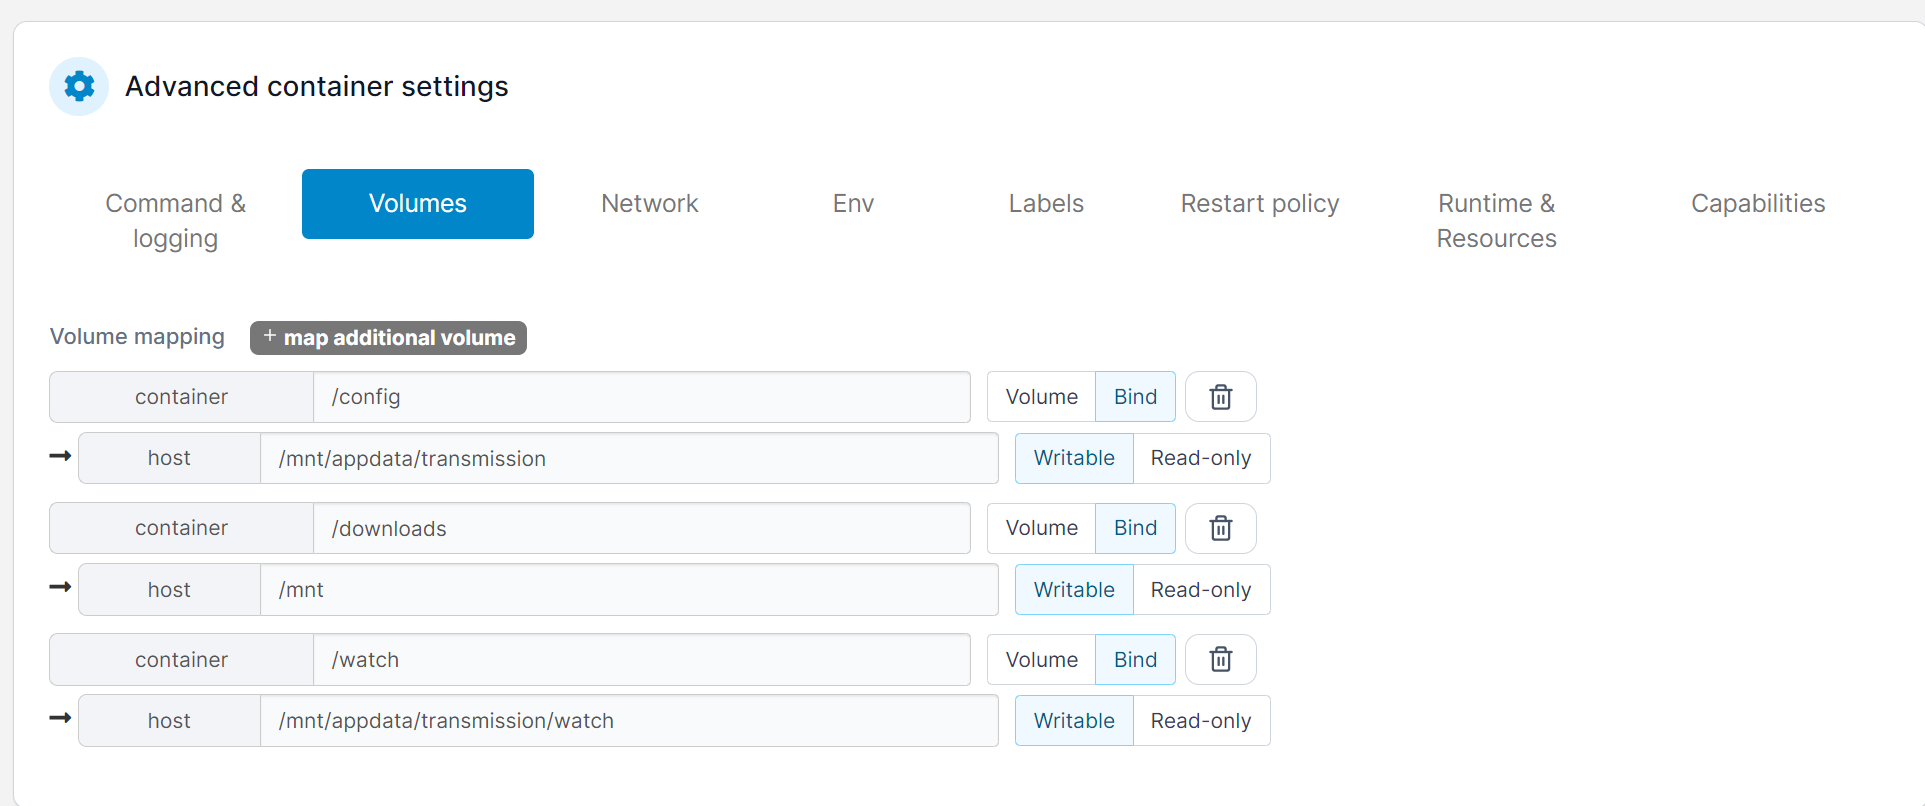 Advanced container settings
Command & logging
Volumes
Network
Env
Labels
Restart policy
Runtime & Resources
Capabilities
Volume mapping
+ map additional volume
container /config Volume Bind
→ host /mnt/appdata/transmission Writable Read-only
container /downloads Volume Bind
→ host /mnt Writable Read-only
container /watch Volume Bind
→ host /mnt/appdata/transmission/watch Writable Read-only